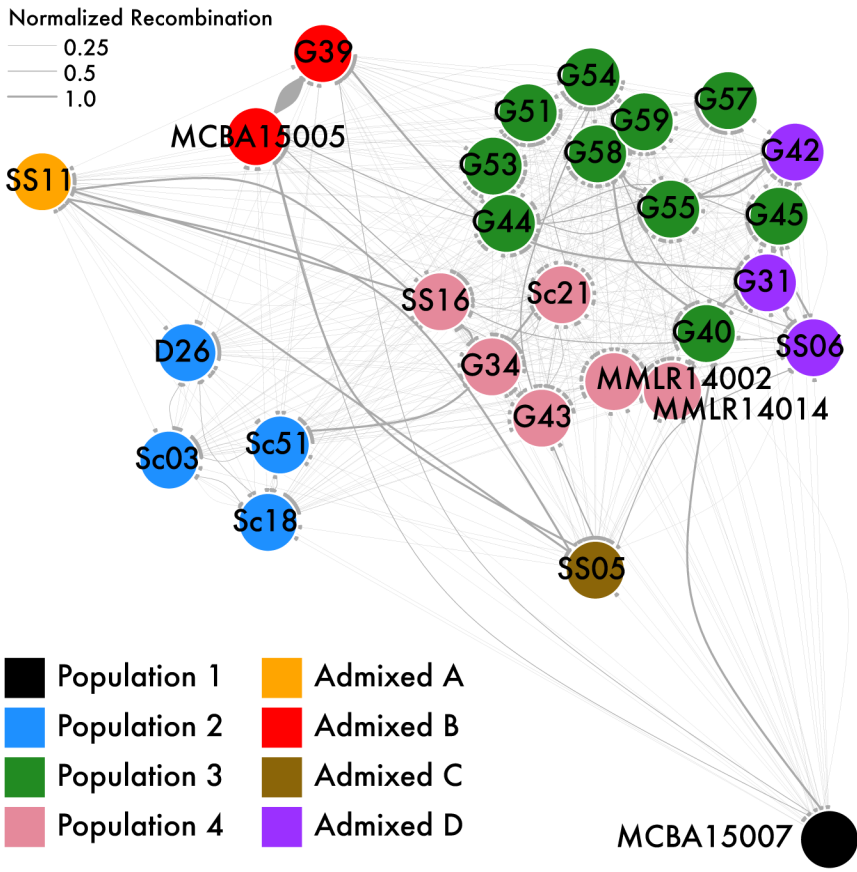 Normalized Recombination
0.25
0.5
1.0
G39
G54
G57
G51
G59
MCBA15005
G58
G42
G53
SS11
G55
G45
G44
G31
SS16
Sc21
G40
SS06
D26
G34
MMLR14002
MMLR14014
G43
Sc51
Sc03
Sc18
SS05
Population 1
Admixed A
Population 2
Admixed B
Population 3
Admixed C
Population 4
Admixed D
MCBA15007